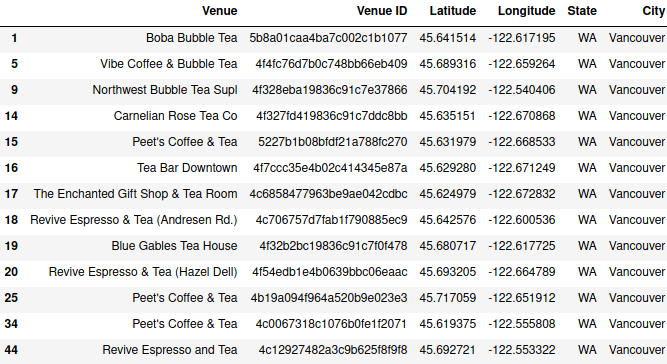 Venue Venue ID Latitude Longitude State City
1 Boba Bubble Tea 5b8a01caa4ba7c002c1b1077 45.641514 -122.617195 WA Vancouver
5 Vibe Coffee & Bubble Tea 4f4fc76d7b0c748bb66eb409 45.689316 -122.659264 WA Vancouver
9 Northwest Bubble Tea Supl 4f328eba19836c91c7e37866 45.704192 -122.540406 WA Vancouver
14 Carnelian Rose Tea Co 4f327fd419836c91c7ddc8bb 45.635151 -122.670868 WA Vancouver
15 Peet's Coffee & Tea 5227b1b08bfdf21a788fc270 45.631979 -122.668533 WA Vancouver
16 Tea Bar Downtown 4f7ccc35e4b02c414345e87a 45.629280 -122.671249 WA Vancouver
17 The Enchanted Gift Shop & Tea Room 4c6858477963be9ae042cdbc 45.624979 -122.672832 WA Vancouver
18 Revive Espresso & Tea (Andresen Rd.) 4c706757d7fab1f790885ec9 45.642576 -122.600536 WA Vancouver
19 Blue Gables Tea House 4f32b2bc19836c91c7f0f478 45.680717 -122.617725 WA Vancouver
20 Revive Espresso & Tea (Hazel Dell) 4f54edb1e4b0639bbc06eaac 45.693205 -122.664789 WA Vancouver
25 Peet's Coffee & Tea 4b19a094f964a520b9e023e3 45.717059 -122.651912 WA Vancouver
34 Peet's Coffee & Tea 4c0067318c1076b0fe1f2071 45.619375 -122.555808 WA Vancouver
44 Revive Espresso and Tea 4c12927482a3c9b625f8f9f8 45.692721 -122.553322 WA Vancouver